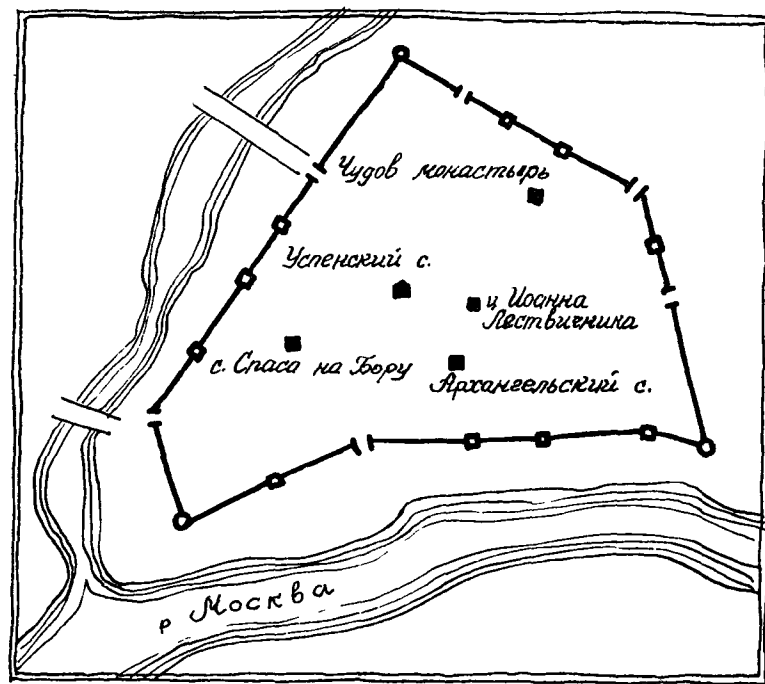 Чудов монастырь
Успенский с.
ц Иоанна
Лествичника
с. Спаса на Бору
Архангельский с.
р Москва